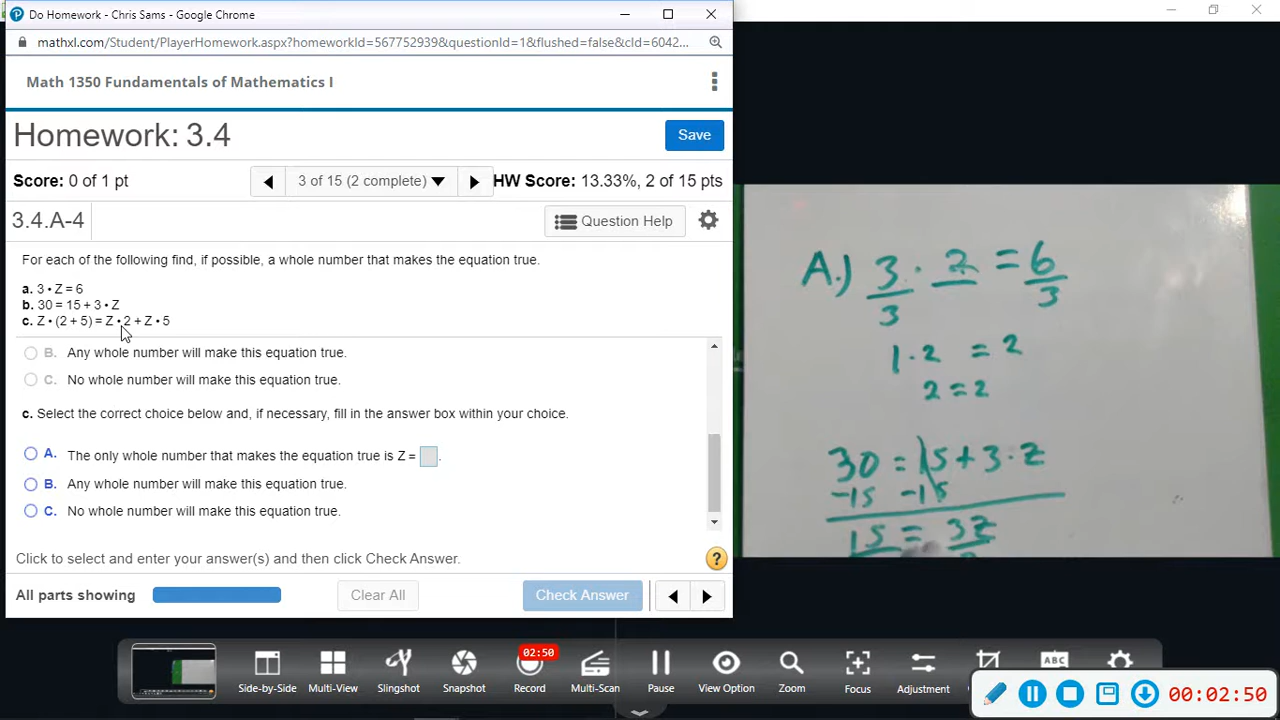 Do Homework - Chris Sams - Google Chrome
mathxl.com/Student/PlayerHomework.aspx?homeworkId=567752939&questionId=1&flushed=false&cId=6042...
Math 1350 Fundamentals of Mathematics I
Homework: 3.4
Save
Score: 0 of 1 pt
3 of 15 (2 complete)
HW Score: 13.33%, 2 of 15 pts
3.4.A-4
Question Help
For each of the following find, if possible, a whole number that makes the equation true.
a. 3 • Z = 6
b. 30 = 15 + 3 • Z
c. Z • (2 + 5) = Z • 2 + Z • 5
B. Any whole number will make this equation true.
C. No whole number will make this equation true.
c. Select the correct choice below and, if necessary, fill in the answer box within your choice.
A. The only whole number that makes the equation true is Z = .
B. Any whole number will make this equation true.
C. No whole number will make this equation true.
Click to select and enter your answer(s) and then click Check Answer.
?
All parts showing
Clear All
Check Answer
A.) 3 · 2 = 6
3 3
1 · 2 = 2
2 = 2
30 = 15 + 3 · Z
-15 -15
15 = 3Z
02:50
Side-by-Side
Multi-View
Slingshot
Snapshot
Record
Multi-Scan
Pause
View Option
Zoom
Focus
Adjustment
ABC
00:02:50